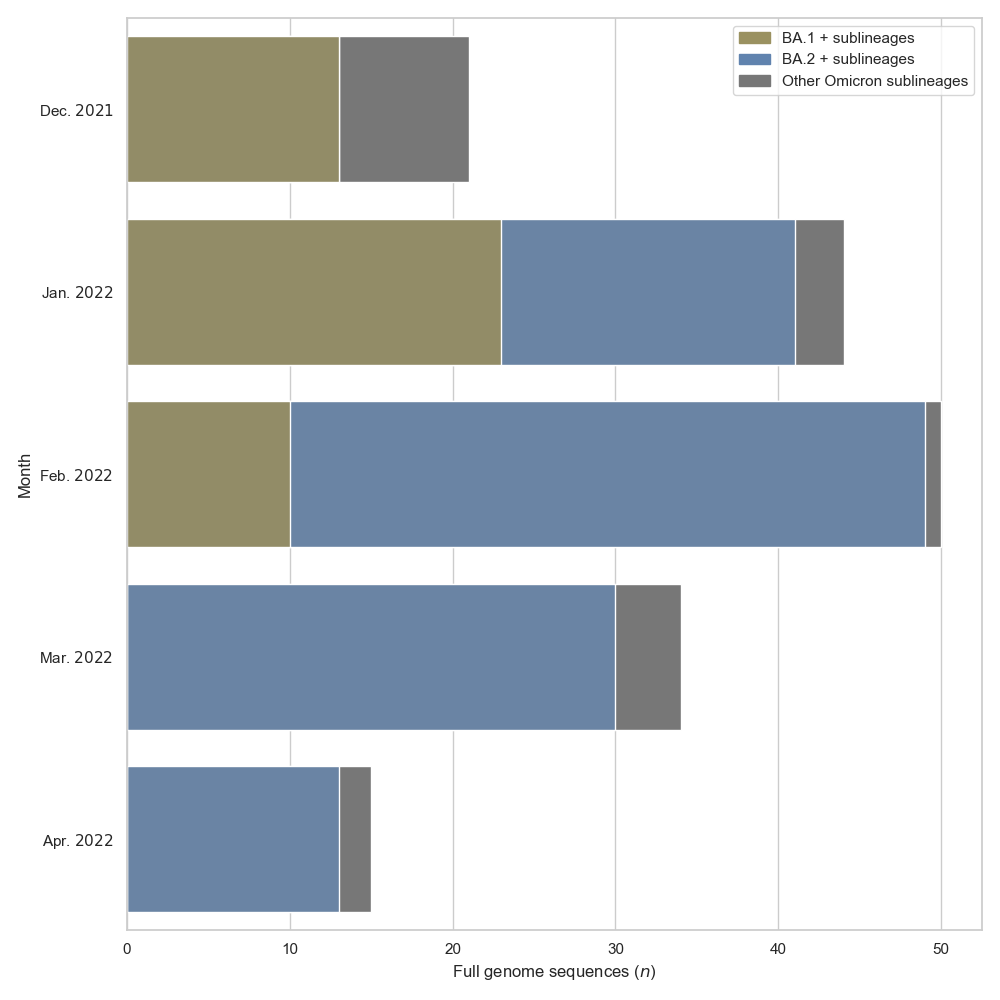 BA.1 + sublineages
BA.2 + sublineages
Other Omicron sublineages
Dec. 2021
Jan. 2022
Feb. 2022
Mar. 2022
Apr. 2022
Month
0 10 20 30 40 50
Full genome sequences (n)